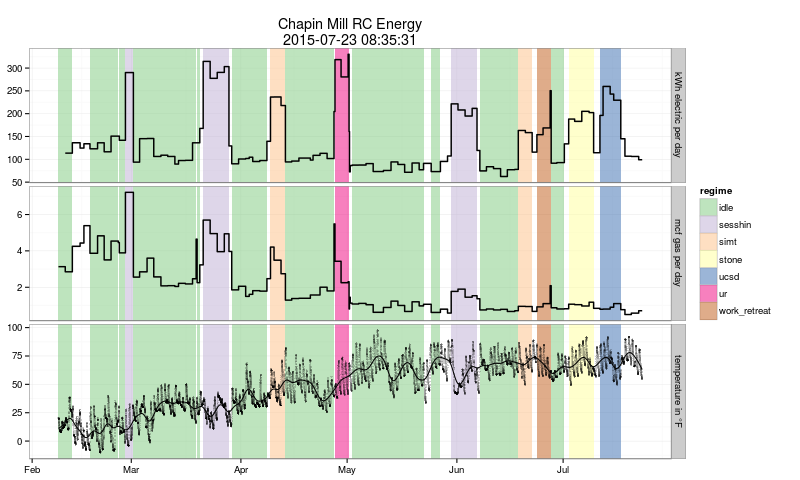 Chapin Mill RC Energy
2015-07-23 08:35:31
300
250
200
150
100
50
kWh electric per day
6
4
2
mcf gas per day
100
75
50
25
0
temperature in °F
Feb Mar Apr May Jun Jul
regime
idle
sesshin
simt
stone
ucsd
ur
work_retreat